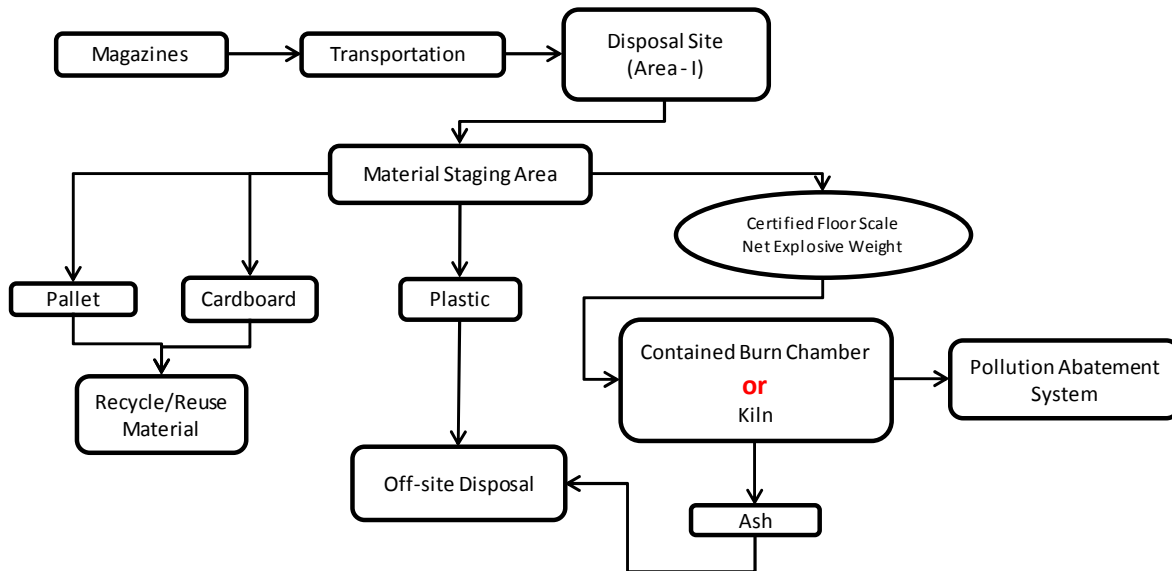 Magazines
Transportation
Disposal Site
(Area - I)
Material Staging Area
Certified Floor Scale
Net Explosive Weight
Pallet
Cardboard
Plastic
Contained Burn Chamber
or
Kiln
Pollution Abatement
System
Recycle/Reuse
Material
Off-site Disposal
Ash